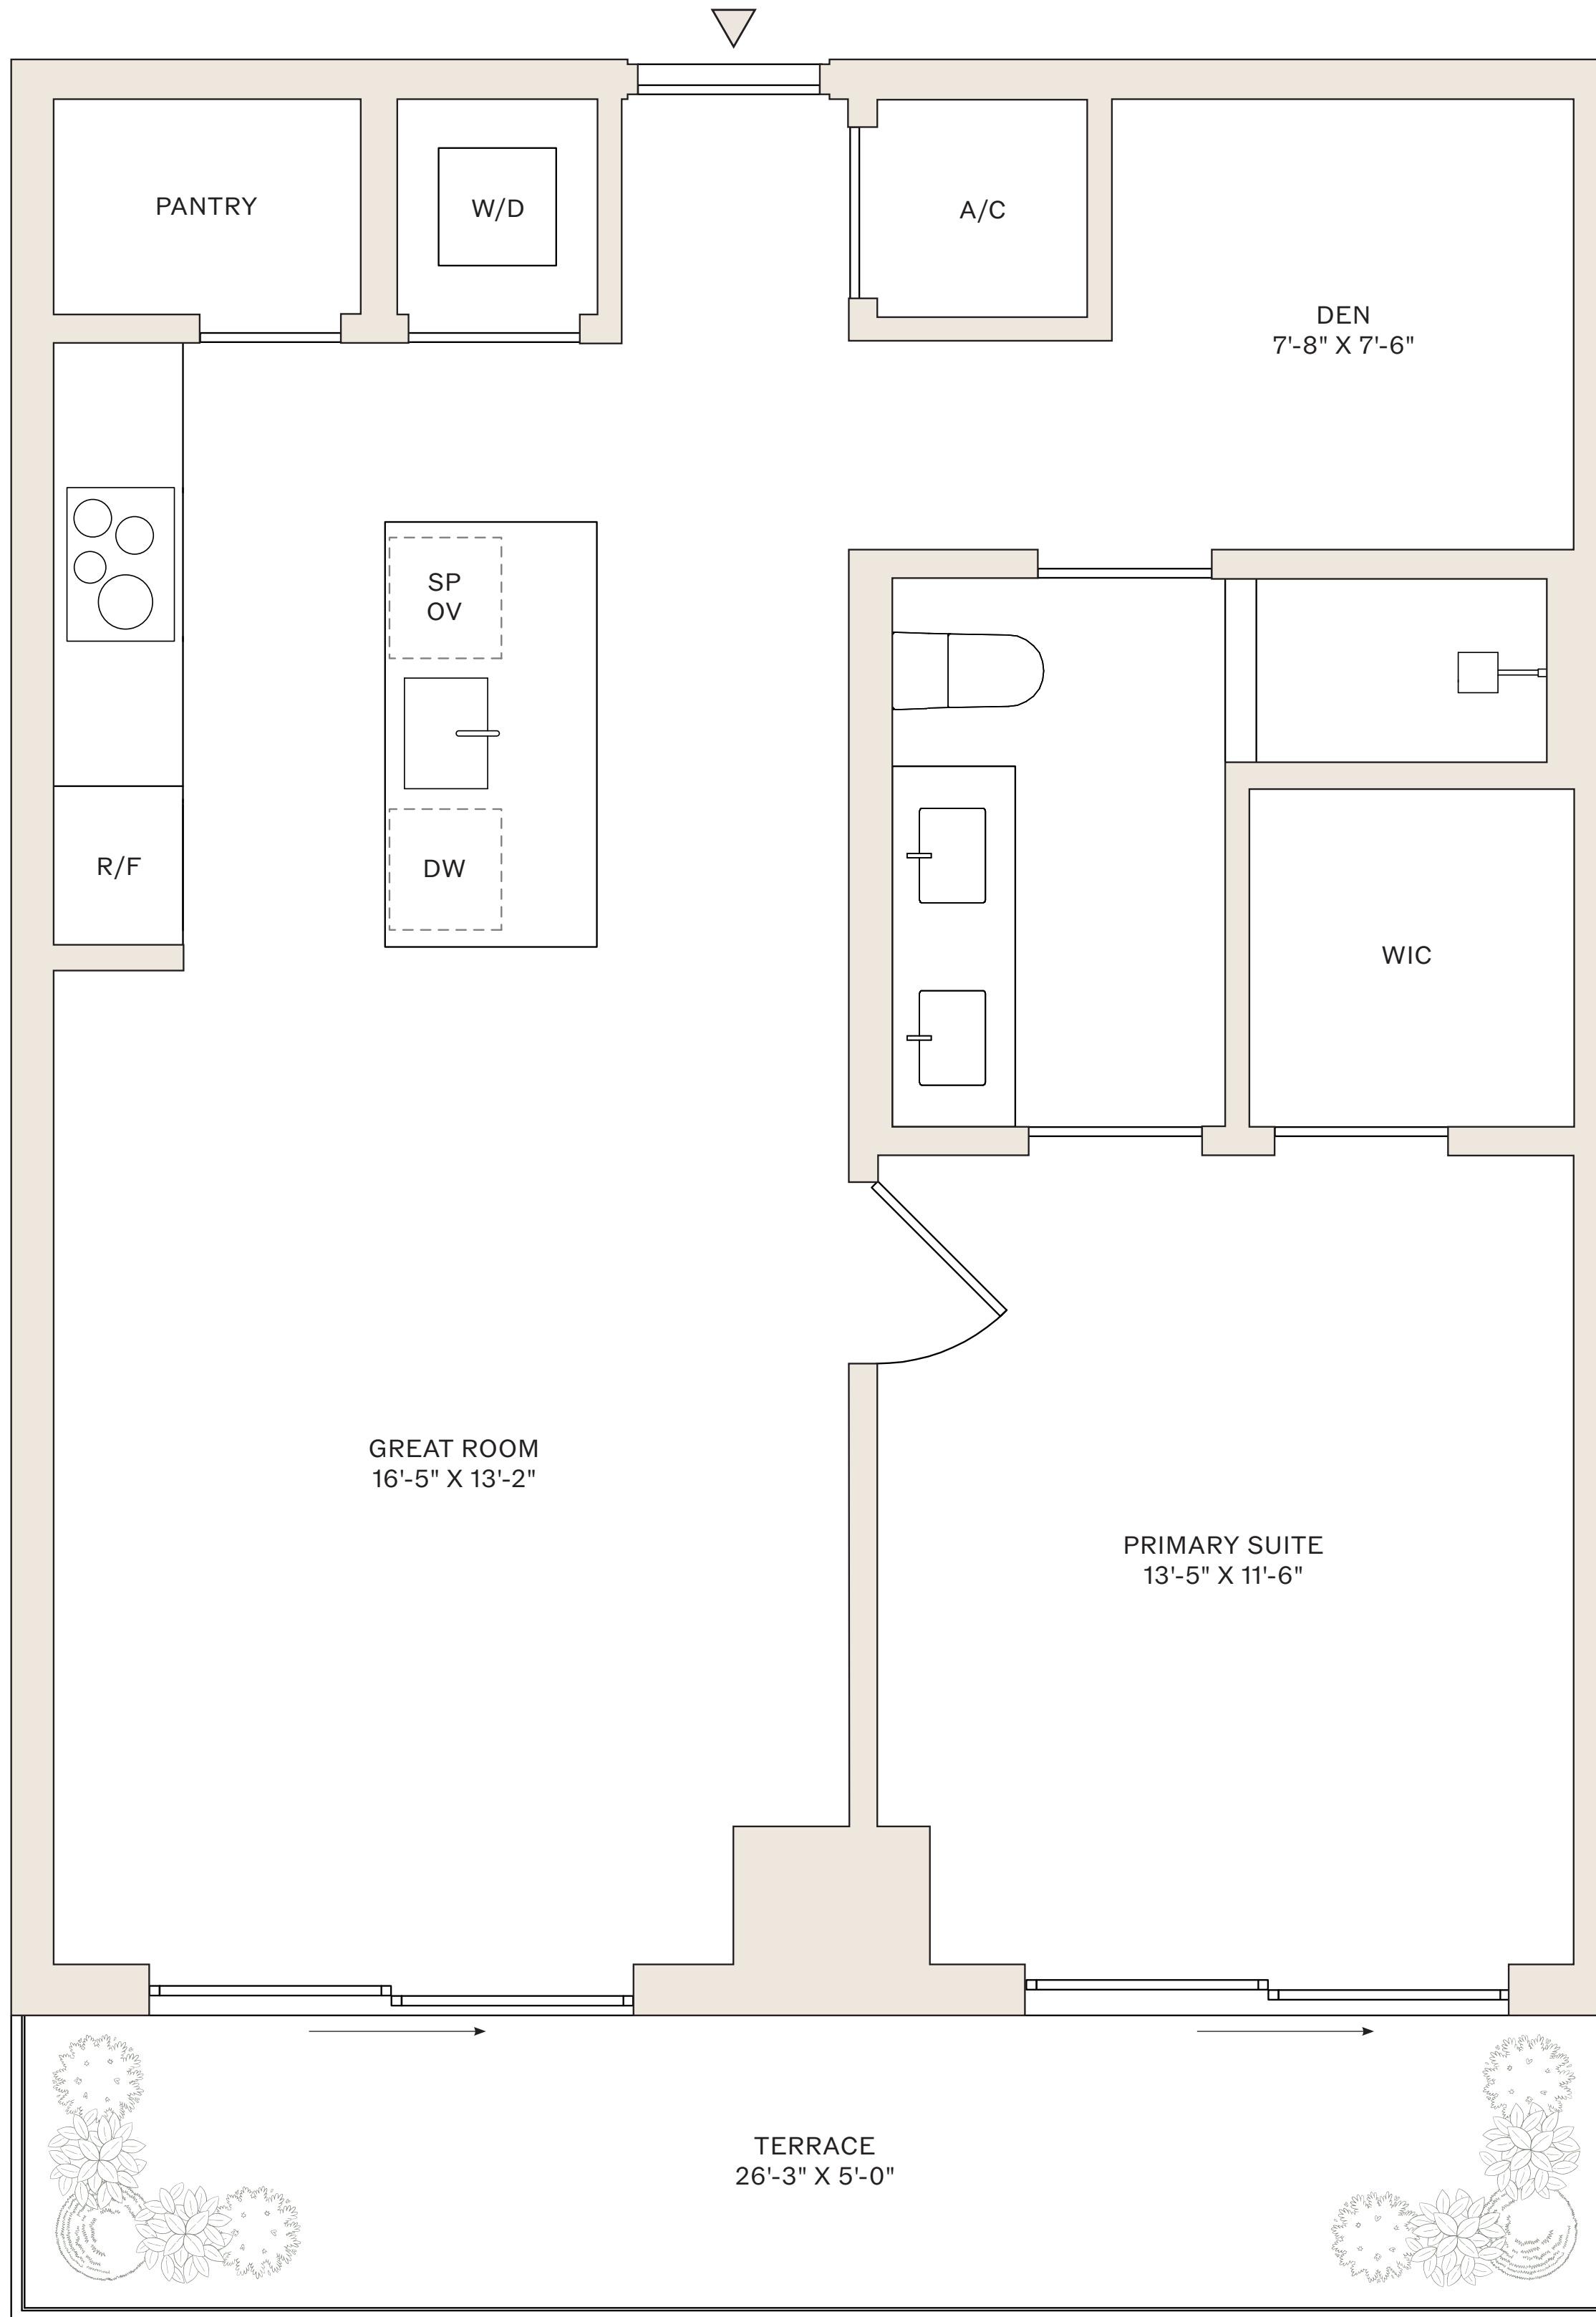 PANTRY
W/D
A/C
DEN
7'-8" X 7'-6"
SP
OV
DW
R/F
WIC
GREAT ROOM
16'-5" X 13'-2"
PRIMARY SUITE
13'-5" X 11'-6"
TERRACE
26'-3" X 5'-0"